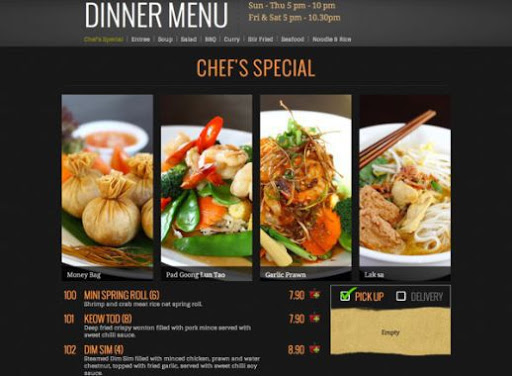 DINNER MENU
Sun - Thu 5 pm - 10 pm
Fri & Sat 5 pm - 10.30pm
Chef's Special | Entree | Soup | Salad | BBQ | Curry | Stir Fried | Seafood | Noodle & Rice
CHEF'S SPECIAL
Money Bag
Pad Goong Lun Tao
Garlic Prawn
Laksa
100 MINI SPRING ROLL (6) 7.90
Shrimp and crab meat rice net spring roll.
101 KEOW TOD (8) 7.90
Deep fried crispy wonton filled with pork mince served with
sweet chilli sauce.
102 DIM SIM (4) 8.90
Steamed Dim Sim filled with minced chicken, prawn and water
chestnut, topped with fried garlic, served with sweet chilli soy
sauce.
PICK UP DELIVERY
Empty